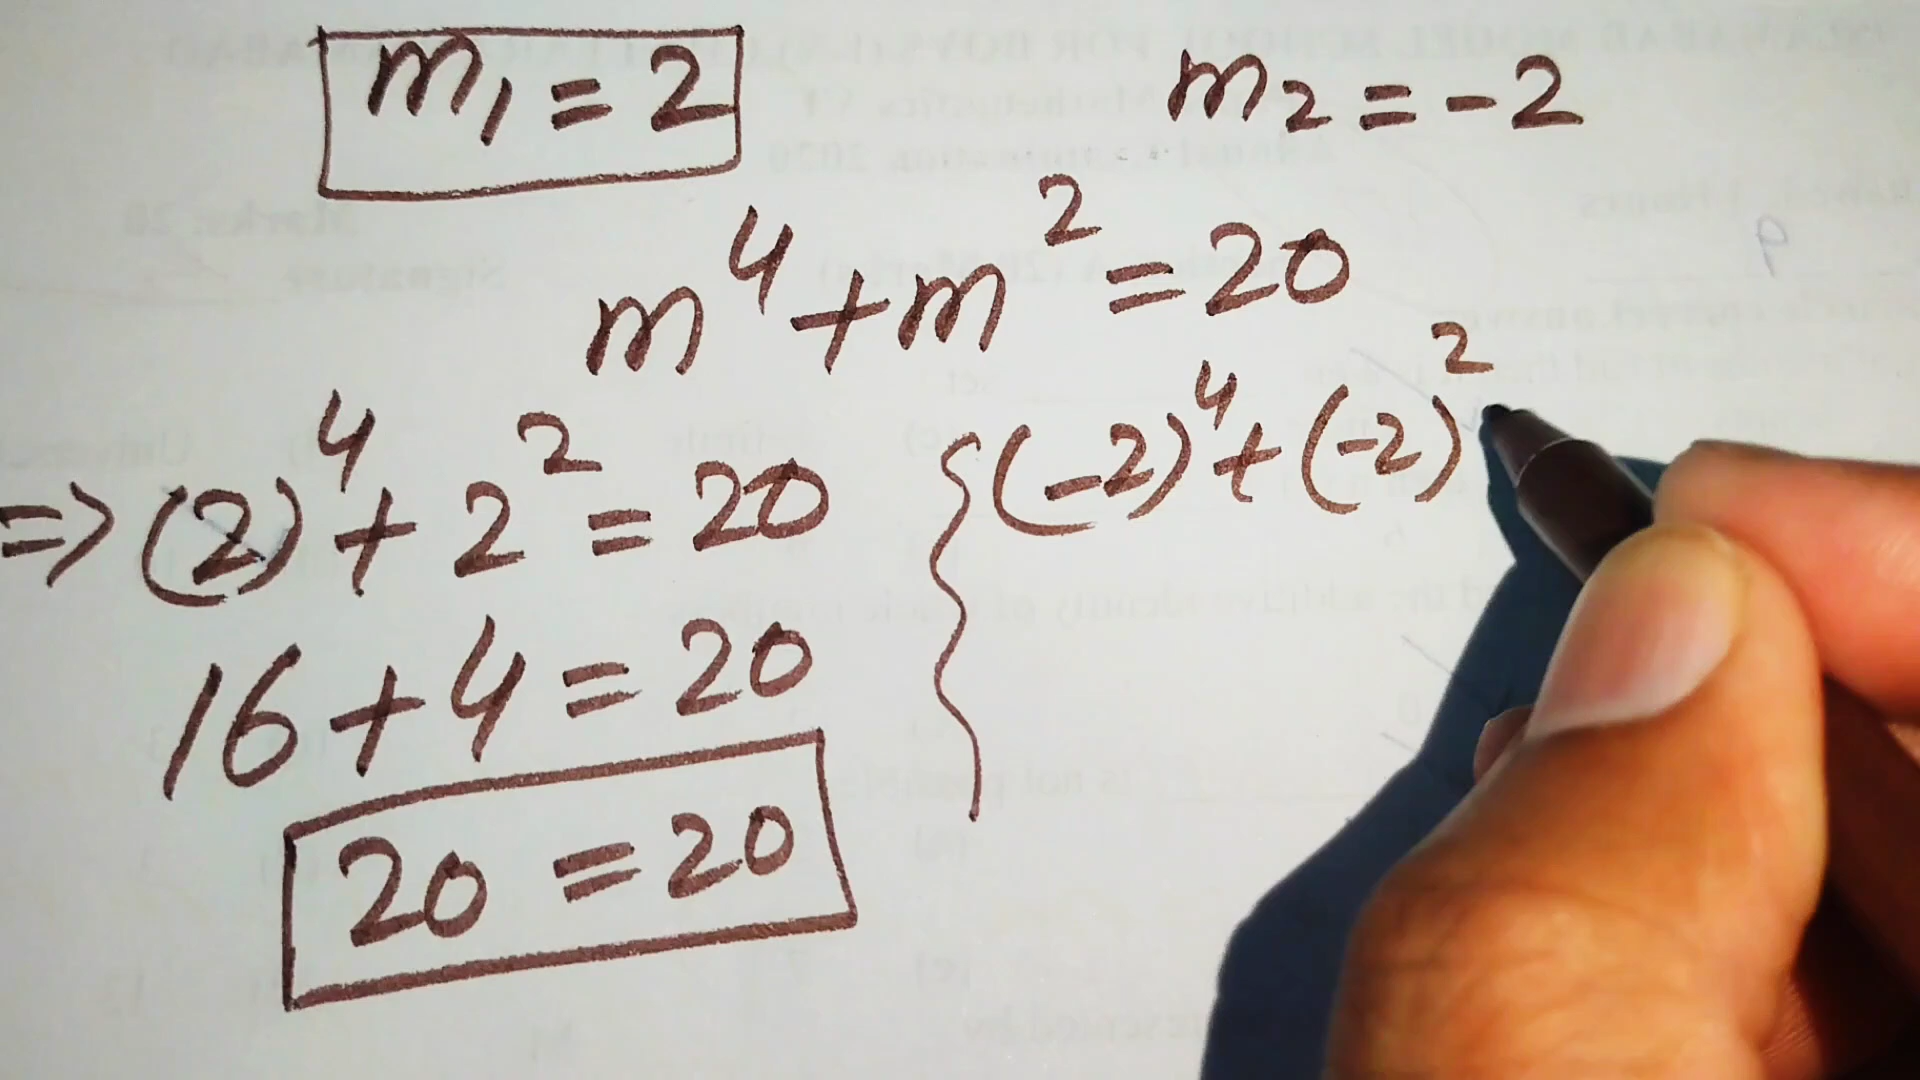 m₁ = 2 m₂ = -2
m⁴ + m² = 20
=> (2)⁴ + 2² = 20 (-2)⁴ + (-2)²
16 + 4 = 20
20 = 20